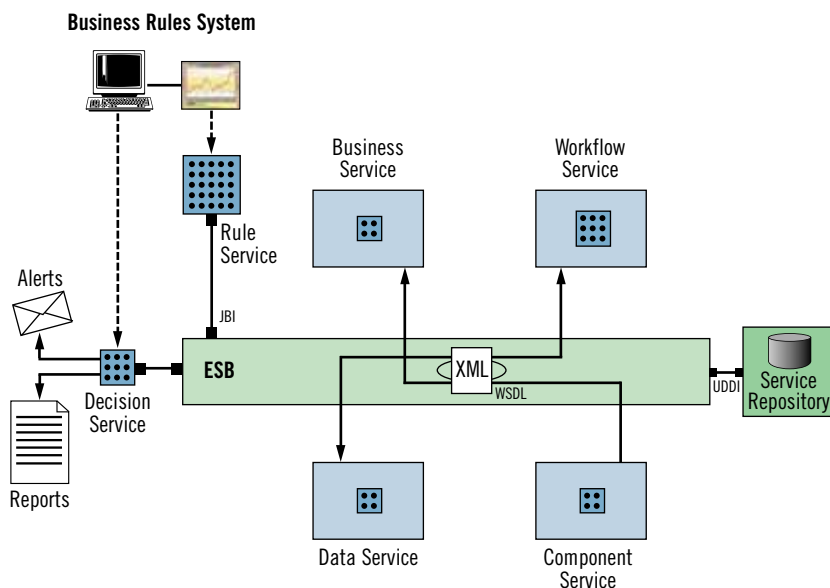 Business Rules System
Business
Service
Workflow
Service
Rule
Service
Alerts
JBI
ESB
XML
WSDL
UDDI
Service
Repository
Decision
Service
Reports
Data Service
Component
Service